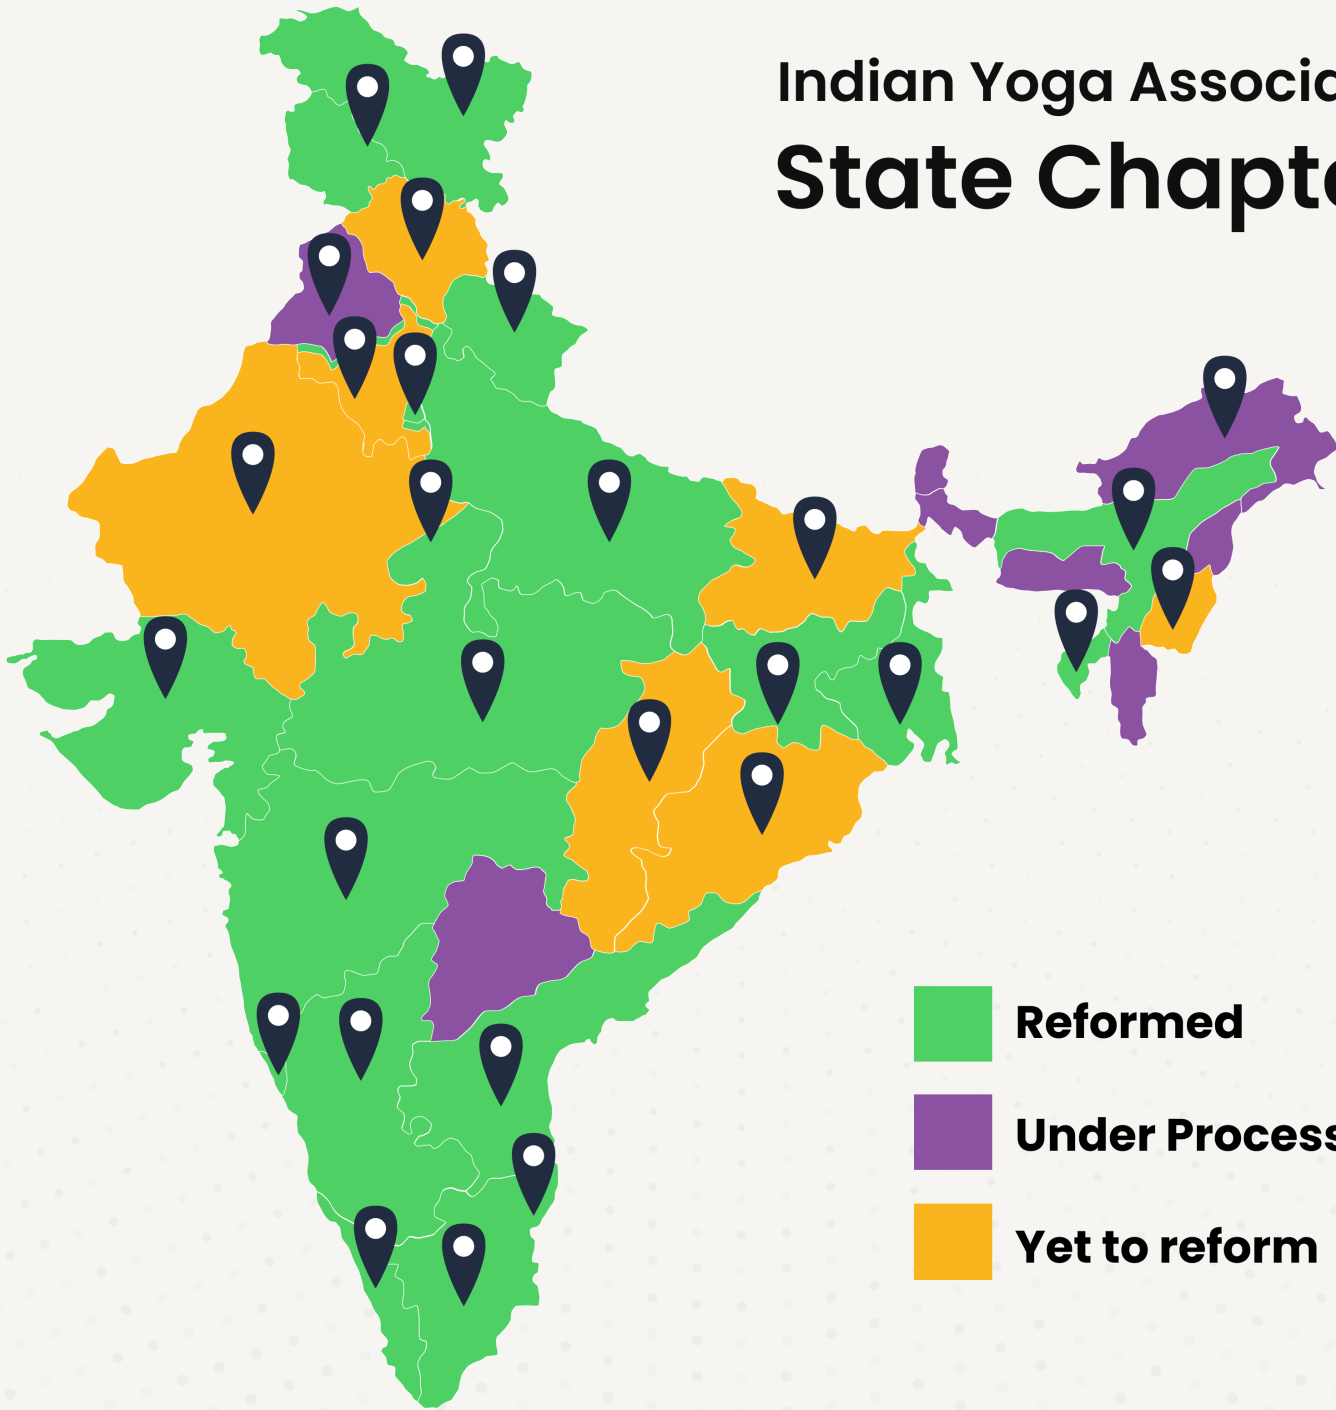 Indian Yoga Associa
State Chapte
Reformed
Under Process
Yet to reform